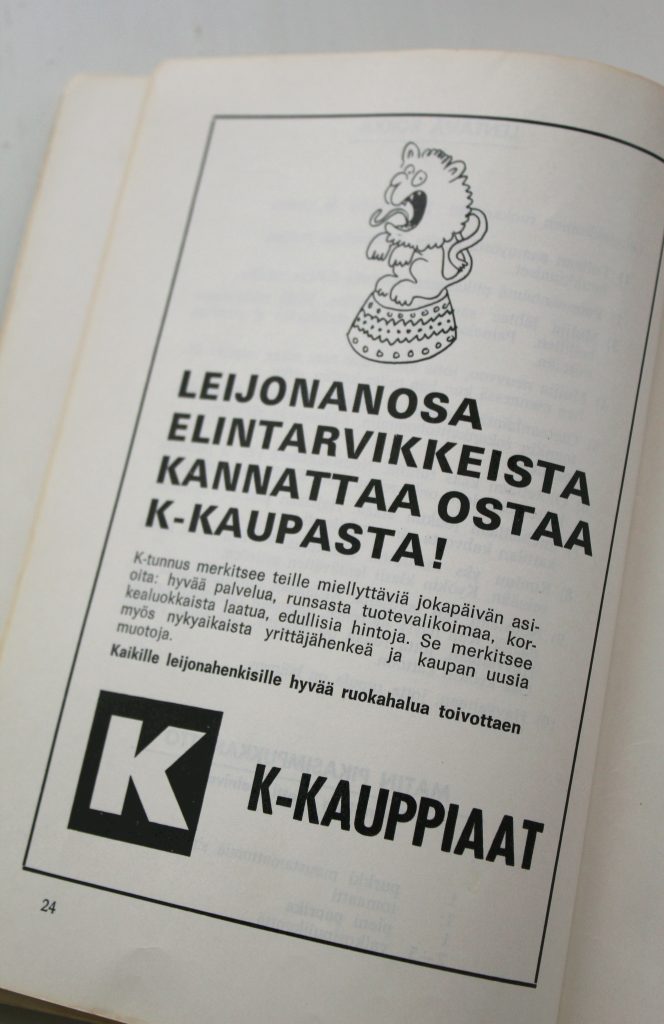 LEIJONANOSA
ELINTARVIKKEISTA
KANNATTAA OSTAA
K-KAUPASTA!
K-tunnus merkitsee teille miellyttäviä jokapäivän asi-
oita: hyvää palvelua, runsasta tuotevalikoimaa, kor-
kealuokkaista laatua, edullisia hintoja. Se merkitsee
myös nykyaikaista yrittäjähenkeä ja kaupan uusia
muotoja.
Kaikille leijonahenkisille hyvää ruokahalua toivottaen
K
K-KAUPPIAAT
24